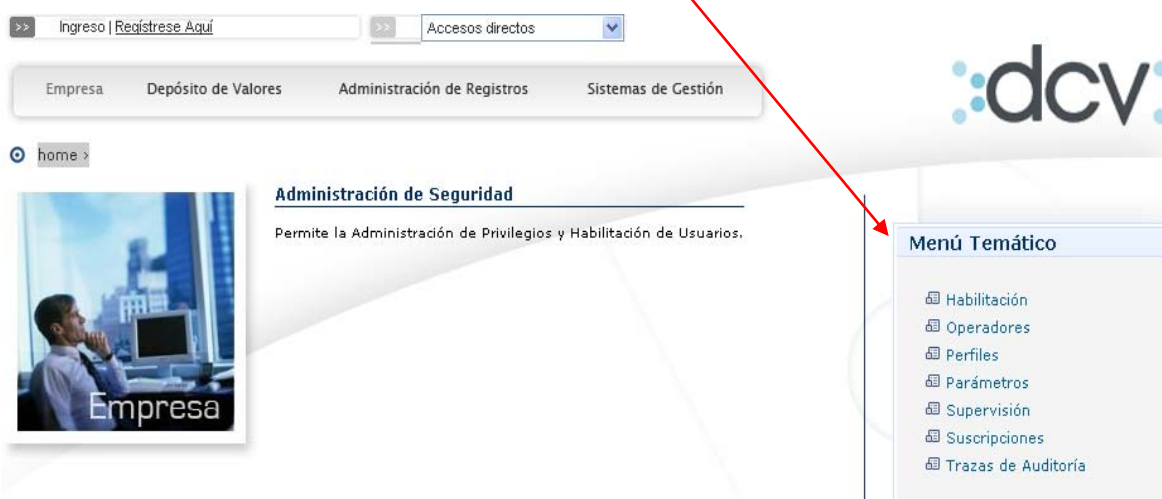 >> Ingreso | Regístrese Aquí >> Accesos directos
Empresa Depósito de Valores Administración de Registros Sistemas de Gestión
dcv
home >
Administración de Seguridad
Permite la Administración de Privilegios y Habilitación de Usuarios.
Empresa
Menú Temático
Habilitación
Operadores
Perfiles
Parámetros
Supervisión
Suscripciones
Trazas de Auditoría